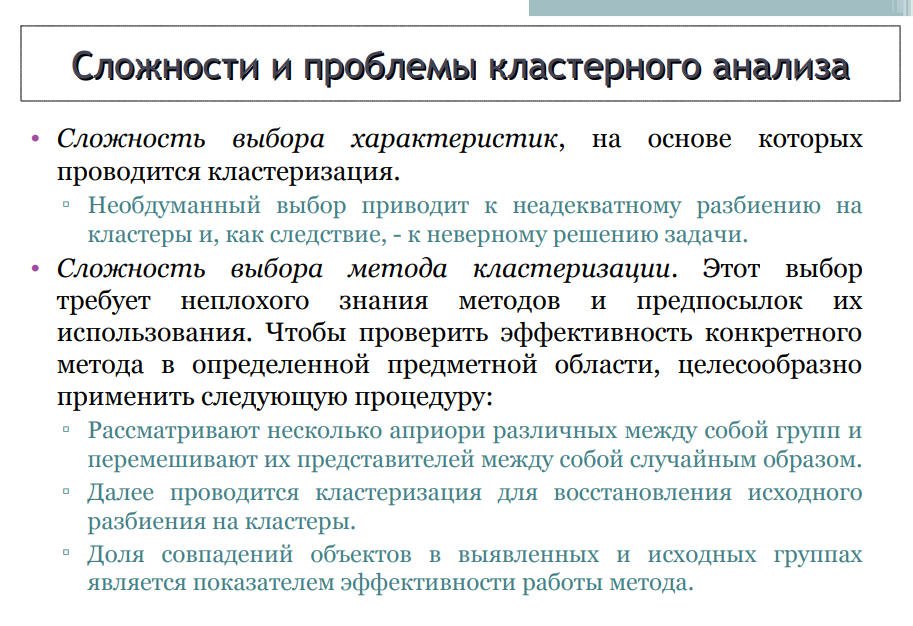 Сложности и проблемы кластерного анализа
• Сложность выбора характеристик, на основе которых
проводится кластеризация.
▫ Необдуманный выбор приводит к неадекватному разбиению на
кластеры и, как следствие, - к неверному решению задачи.
• Сложность выбора метода кластеризации. Этот выбор
требует неплохого знания методов и предпосылок их
использования. Чтобы проверить эффективность конкретного
метода в определенной предметной области, целесообразно
применить следующую процедуру:
▫ Рассматривают несколько априори различных между собой групп и
перемешивают их представителей между собой случайным образом.
▫ Далее проводится кластеризация для восстановления исходного
разбиения на кластеры.
▫ Доля совпадений объектов в выявленных и исходных группах
является показателем эффективности работы метода.